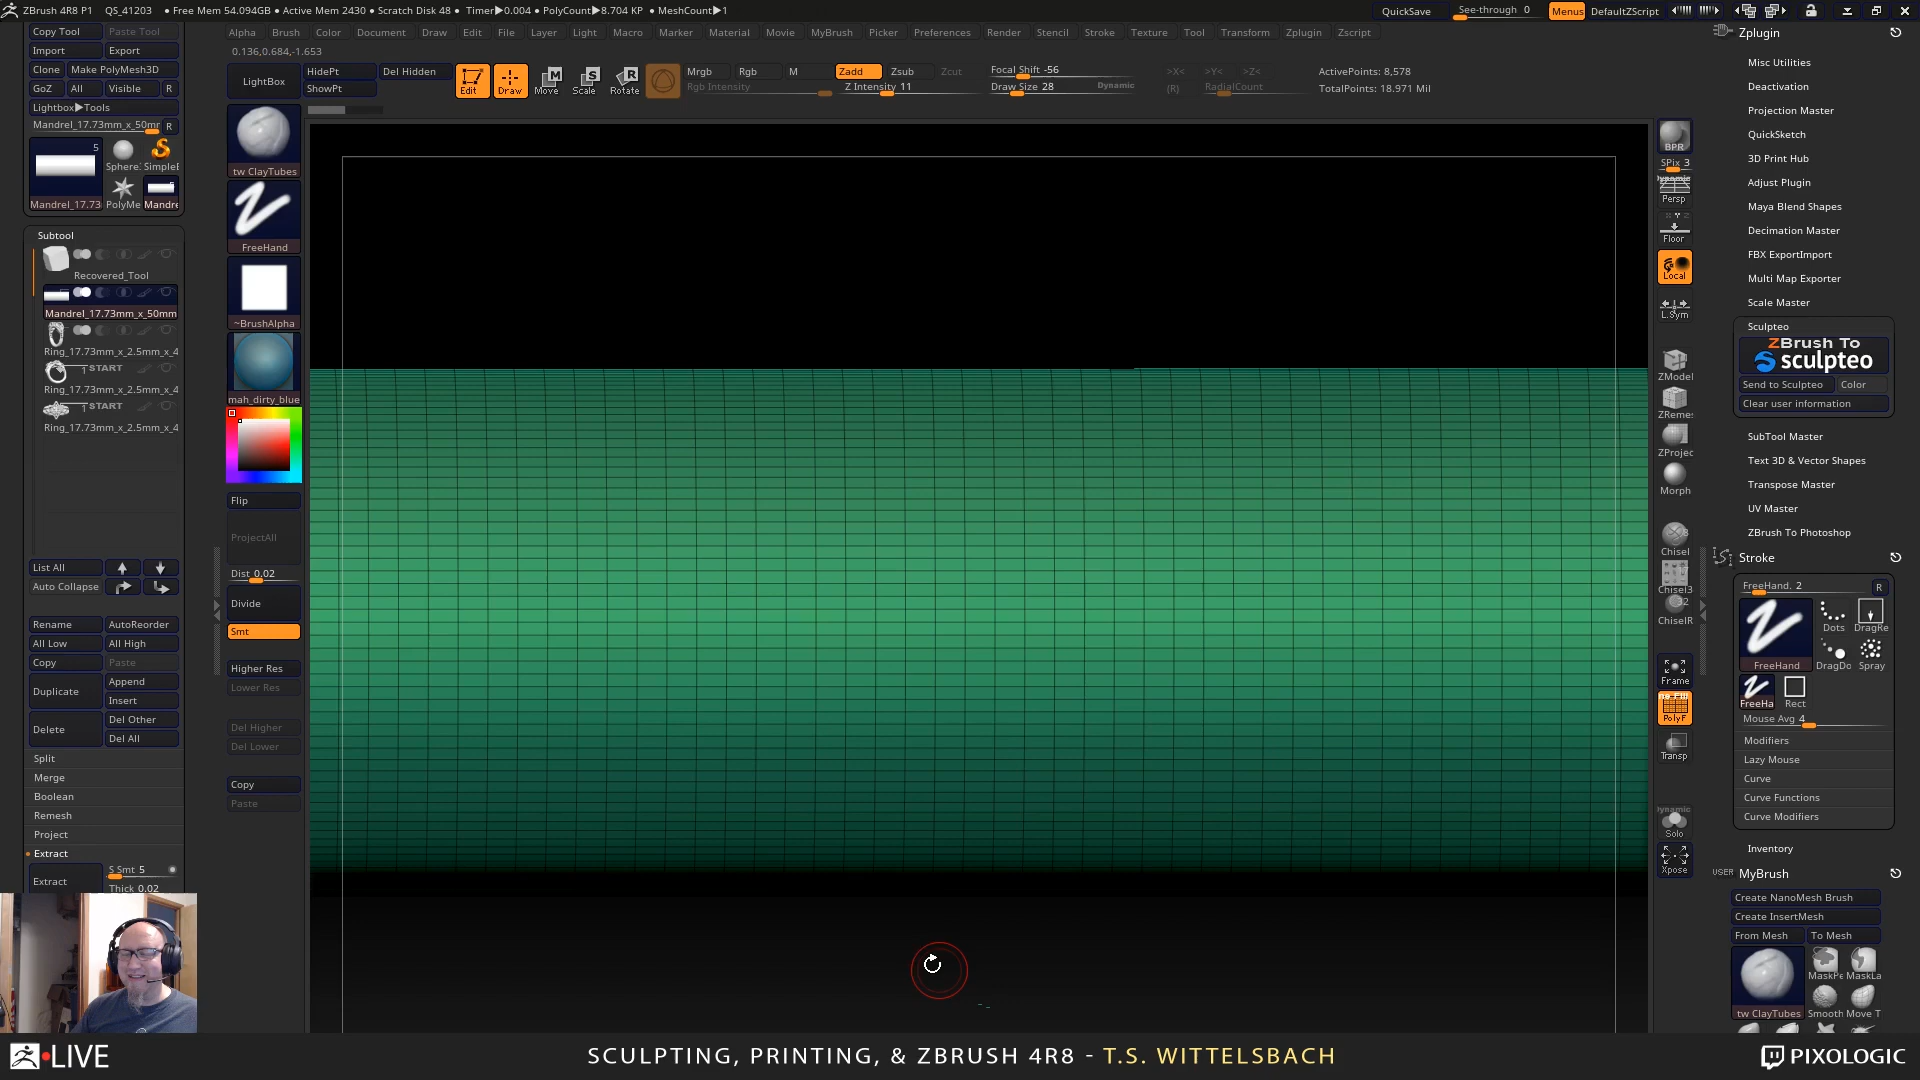 ZBrush 4R8 P1 QS_41203 • Free Mem 54.094GB • Active Mem 2430 • Scratch Disk 48 • Timer▶0.004 • PolyCount▶8.704 KP • MeshCount▶1
QuickSave See-through 0 Menus DefaultZScript
Copy Tool Paste Tool
Import Export
Clone Make PolyMesh3D
GoZ All Visible R
Lightbox▶Tools
Mandrel_17.73mm_x_50mm R
5
Sphere SimpleB
Mandrel_17.73 PolyMe Mandre
Alpha Brush Color Document Draw Edit File Layer Light Macro Marker Material Movie MyBrush Picker Preferences Render Stencil Stroke Texture Tool Transform Zplugin Zscript
0.136,0.684,-1.653
LightBox
HidePt Del Hidden
ShowPt
Edit Draw Move Scale Rotate
Mrgb Rgb M Zadd Zsub Zcut
Rgb Intensity Z Intensity 11
Focal Shift -56
Draw Size 28 Dynamic
>X< >Y< >Z<
(R) RadialCount
ActivePoints: 8,578
TotalPoints: 18.971 Mil
Subtool
Recovered_Tool
Mandrel_17.73mm_x_50mm
Ring_17.73mm_x_2.5mm_x_4
START
Ring_17.73mm_x_2.5mm_x_4
START
Ring_17.73mm_x_2.5mm_x_4
List All
Auto Collapse
Rename AutoReorder
All Low All High
Copy Paste
Duplicate Append
Insert
Delete Del Other
Del All
Split
Merge
Boolean
Remesh
Project
Extract
Extract S Smt 5
Thick 0.02
tw ClayTubes
FreeHand
~BrushAlpha
mah_dirty_blue
Flip
ProjectAll
Dist 0.02
Divide
Smt
Higher Res
Lower Res
Del Higher
Del Lower
Copy
Paste
BPR
SPix 3
Dynamic
Persp
Floor
Local
L.Sym
ZModel
ZRemes
ZProjec
Morph
Chisel
Chisel3
ChiselR
Frame
PolyF
Transp
Dynamic
Solo
Xpose
Zplugin
Misc Utilities
Deactivation
Projection Master
QuickSketch
3D Print Hub
Adjust Plugin
Maya Blend Shapes
Decimation Master
FBX ExportImport
Multi Map Exporter
Scale Master
Sculpteo
ZBrush To
sculpteo
Send to Sculpteo Color
Clear user information
SubTool Master
Text 3D & Vector Shapes
Transpose Master
UV Master
ZBrush To Photoshop
Stroke
FreeHand. 2 R
Dots DragRe
FreeHand DragDo Spray
FreeHa Rect
Mouse Avg 4
Modifiers
Lazy Mouse
Curve
Curve Functions
Curve Modifiers
Inventory
USER MyBrush
Create NanoMesh Brush
Create InsertMesh
From Mesh To Mesh
MaskPe MaskLa
tw ClayTubes Smooth Move T
LIVE
SCULPTING, PRINTING, & ZBRUSH 4R8 - T.S. WITTELSBACH
PIXOLOGIC